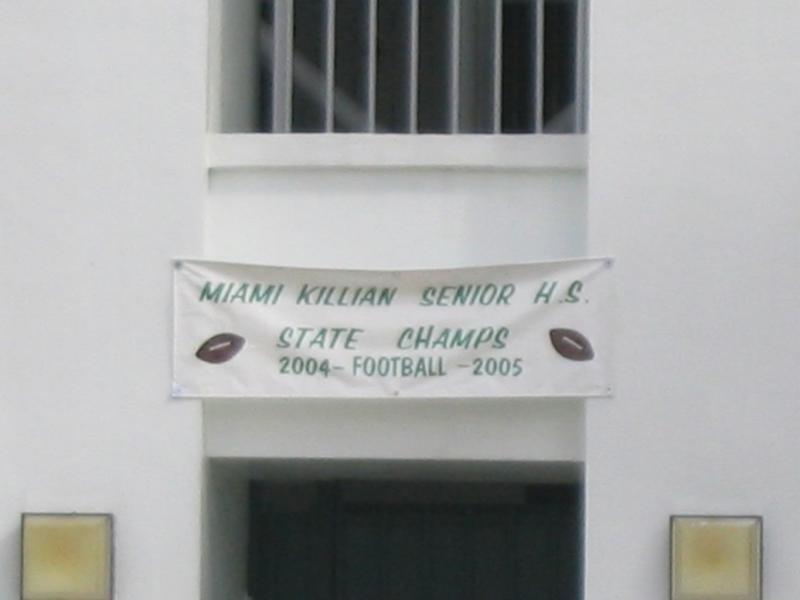 MIAMI KILLIAN SENIOR H.S.
STATE CHAMPS
2004- FOOTBALL -2005